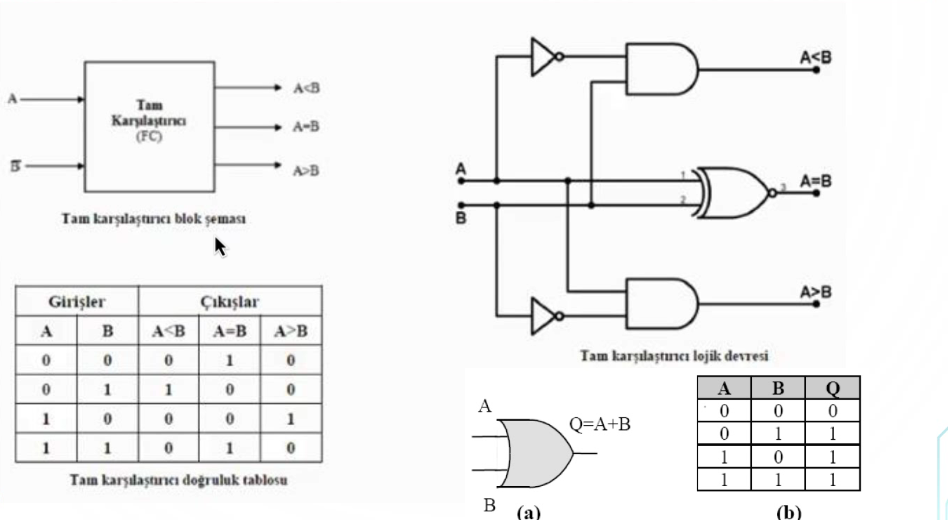 A
B̅
Tam
Karşılaştırıcı
(FC)
A<B
A=B
A>B
Tam karşılaştırıcı blok şeması
Girişler Çıkışlar
A B A<B A=B A>B
0 0 0 1 0
0 1 1 0 0
1 0 0 0 1
1 1 0 1 0
Tam karşılaştırıcı doğruluk tablosu
A<B
A
B
1
2
3
A=B
A>B
Tam karşılaştırıcı lojik devresi
A
Q=A+B
B
(a)
A B Q
0 0 0
0 1 1
1 0 1
1 1 1
(b)